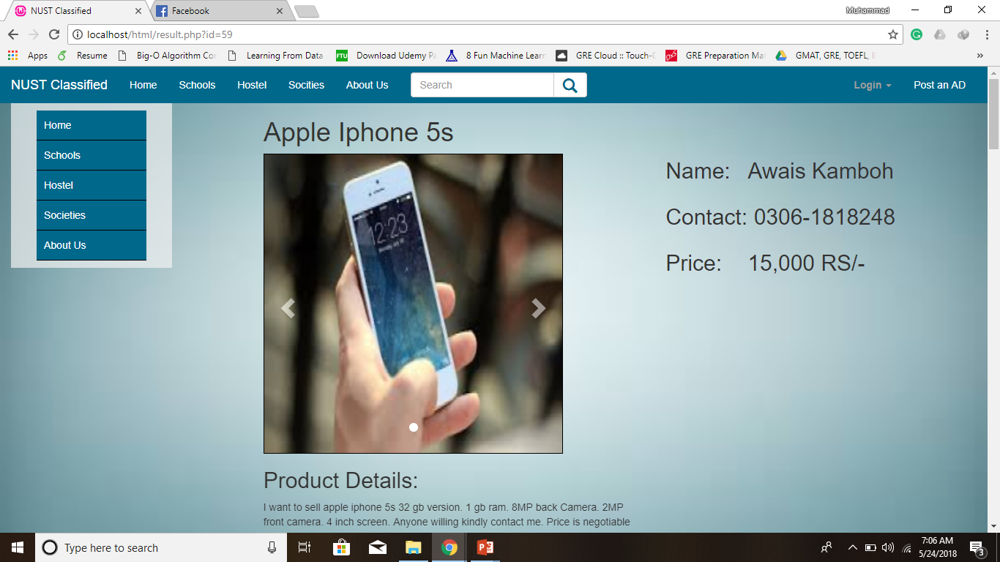 NUST Classified
Facebook
Muhammad
localhost/html/result.php?id=59
Apps Resume Big-O Algorithm Co Learning From Data FTU Download Udemy Pa 8 Fun Machine Learn GRE Cloud :: Touch-C GRE Preparation Ma GMAT, GRE, TOEFL, I »
NUST Classified Home Schools Hostel Socities About Us Search Login Post an AD
Home
Schools
Hostel
Societies
About Us
Apple Iphone 5s
12:23
Name: Awais Kamboh
Contact: 0306-1818248
Price: 15,000 RS/-
Product Details:
I want to sell apple iphone 5s 32 gb version. 1 gb ram. 8MP back Camera. 2MP
front camera. 4 inch screen. Anyone willing kindly contact me. Price is negotiable
Type here to search
7:06 AM
5/24/2018
3